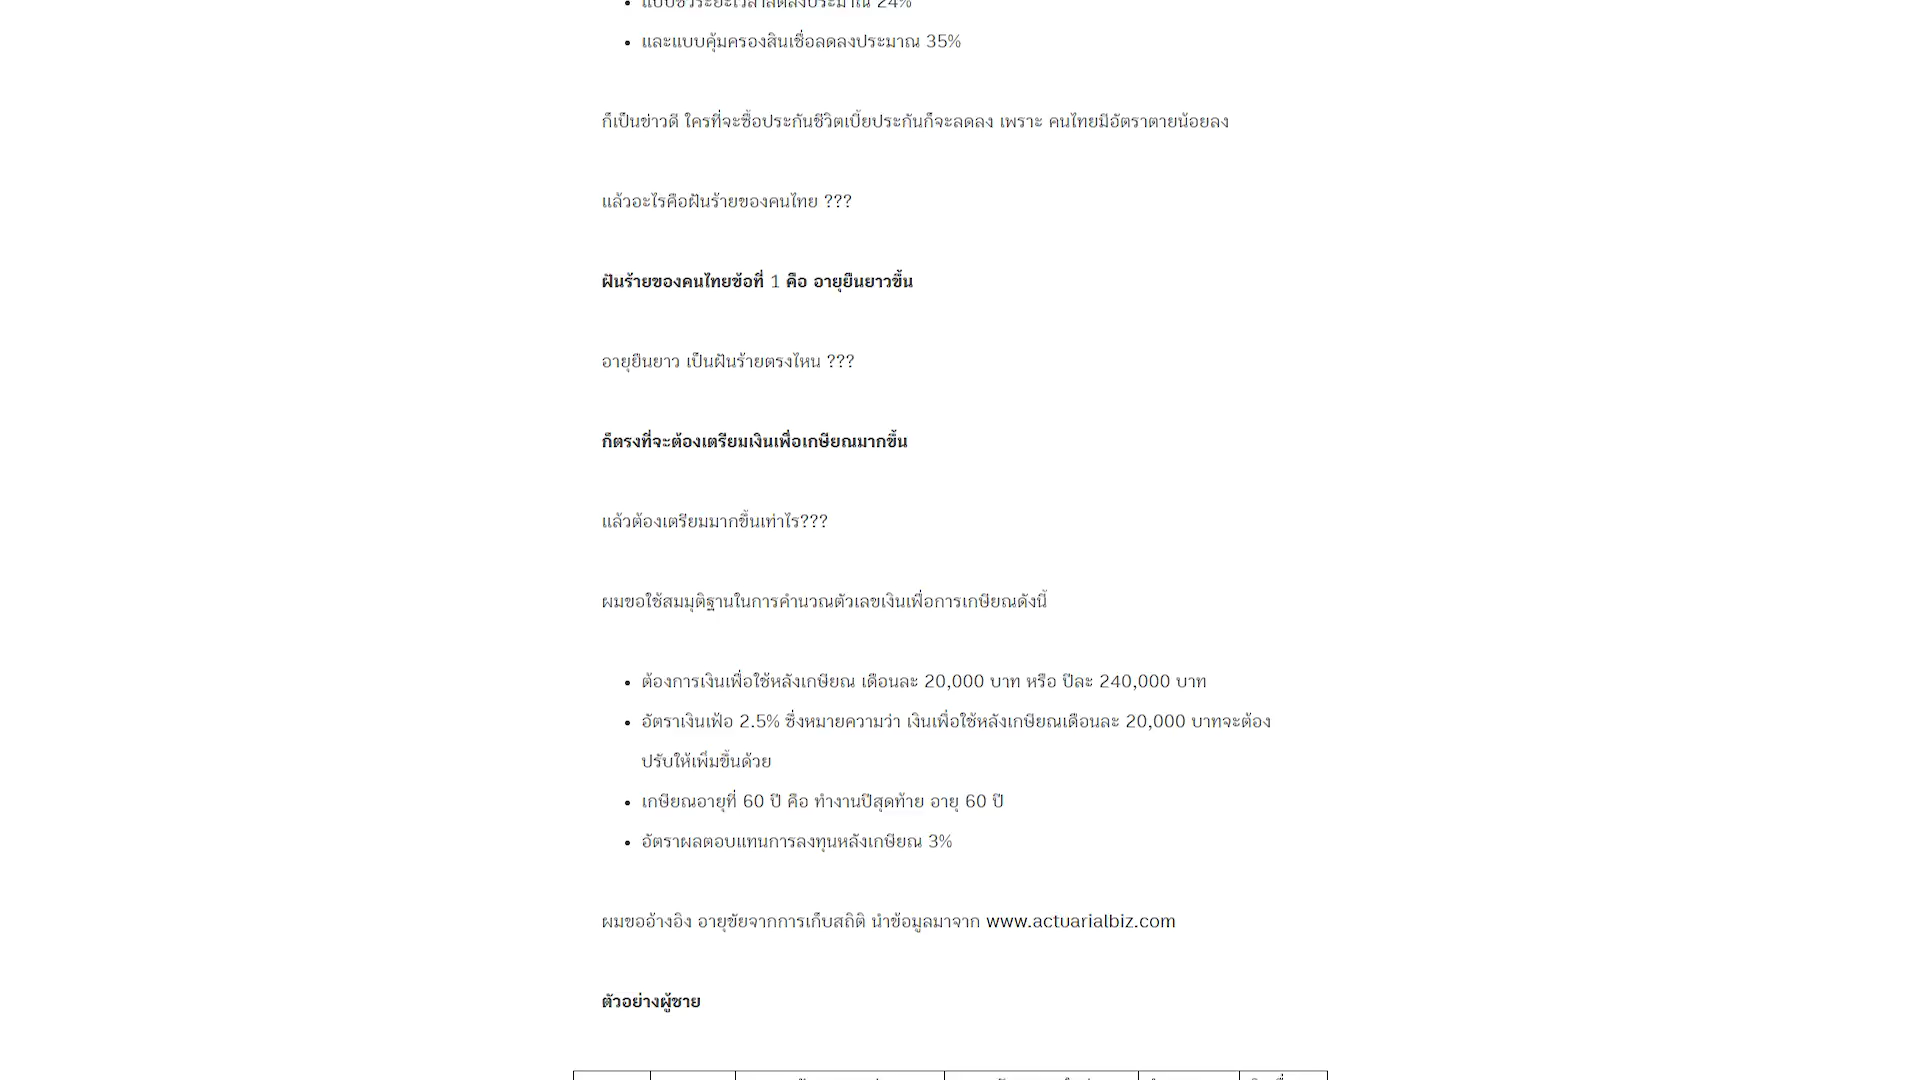 แบบชั่วระยะเวลาลดลงประมาณ 24%
และแบบคุ้มครองสินเชื่อลดลงประมาณ 35%
ก็เป็นข่าวดี ใครที่จะซื้อประกันชีวิตเบี้ยประกันก็จะลดลง เพราะ คนไทยมีอัตราตายน้อยลง
แล้วอะไรคือฝันร้ายของคนไทย ???
ฝันร้ายของคนไทยข้อที่ 1 คือ อายุยืนยาวขึ้น
อายุยืนยาว เป็นฝันร้ายตรงไหน ???
ก็ตรงที่จะต้องเตรียมเงินเพื่อเกษียณมากขึ้น
แล้วต้องเตรียมมากขึ้นเท่าไร???
ผมขอใช้สมมุติฐานในการคำนวณตัวเลขเงินเพื่อการเกษียณดังนี้
ต้องการเงินเพื่อใช้หลังเกษียณ เดือนละ 20,000 บาท หรือ ปีละ 240,000 บาท
อัตราเงินเฟ้อ 2.5% ซึ่งหมายความว่า เงินเพื่อใช้หลังเกษียณเดือนละ 20,000 บาทจะต้อง
ปรับให้เพิ่มขึ้นด้วย
เกษียณอายุที่ 60 ปี คือ ทำงานปีสุดท้าย อายุ 60 ปี
อัตราผลตอบแทนการลงทุนหลังเกษียณ 3%
ผมขออ้างอิง อายุขัยจากการเก็บสถิติ นำข้อมูลมาจาก www.actuarialbiz.com
ตัวอย่างผู้ชาย